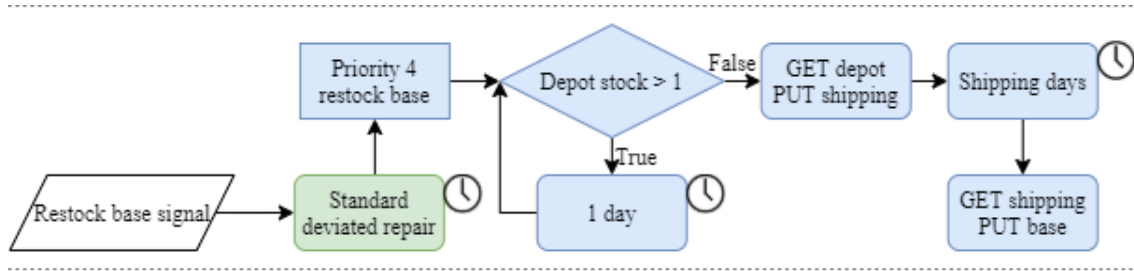 Priority 4
restock base
Depot stock > 1
False
GET depot
PUT shipping
Shipping days
True
Restock base signal
Standard
deviated repair
1 day
GET shipping
PUT base